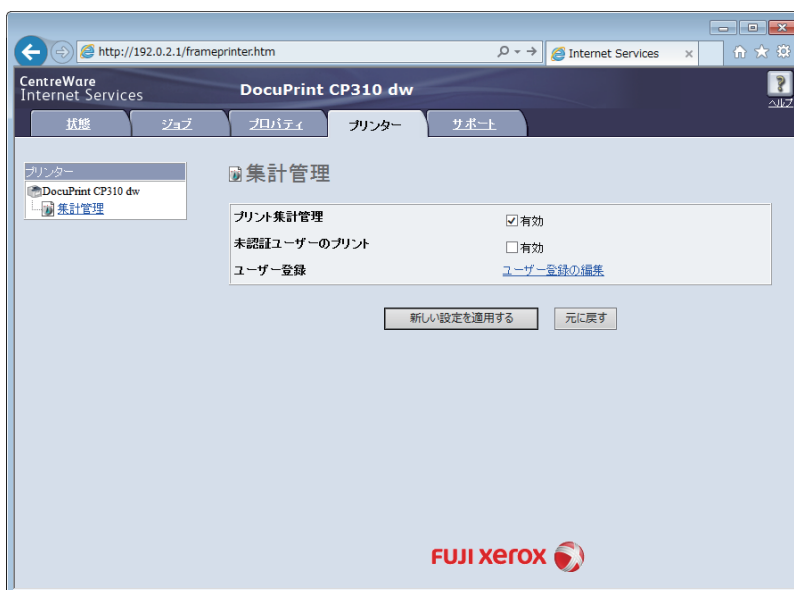 http://192.0.2.1/frameprinter.htm
Internet Services
CentreWare
Internet Services
DocuPrint CP310 dw
ヘルプ
状態
ジョブ
プロパティ
プリンター
サポート
プリンター
DocuPrint CP310 dw
集計管理
集計管理
プリント集計管理
有効
未認証ユーザーのプリント
有効
ユーザー登録
ユーザー登録の編集
新しい設定を適用する
元に戻す
FUJI xerox